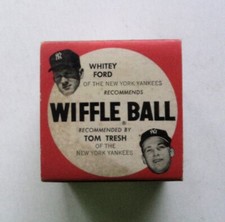 WHITEY
FORD
OF THE NEW YORK YANKEES
RECOMMENDS
WIFFLE BALL
®
RECOMMENDED BY
TOM TRESH
OF THE
NEW YORK YANKEES